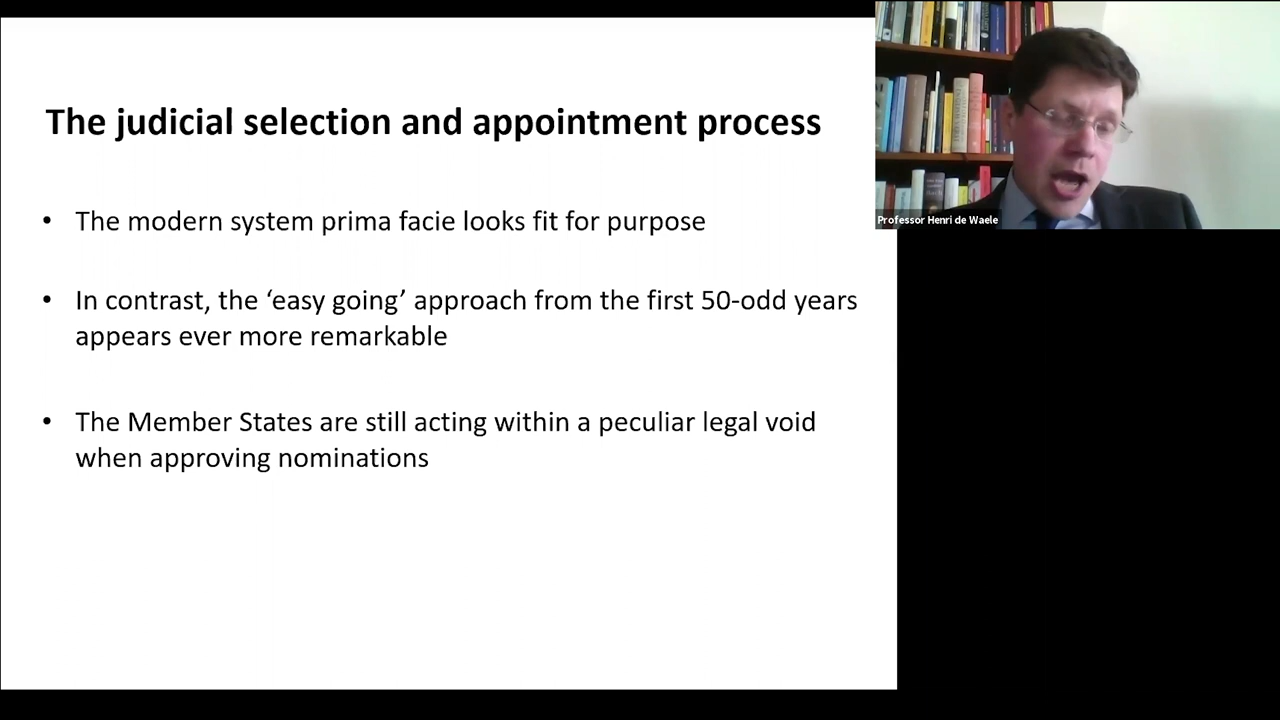 The judicial selection and appointment process
• The modern system prima facie looks fit for purpose
• In contrast, the ‘easy going’ approach from the first 50-odd years
appears ever more remarkable
• The Member States are still acting within a peculiar legal void
when approving nominations
Professor Henri de Waele